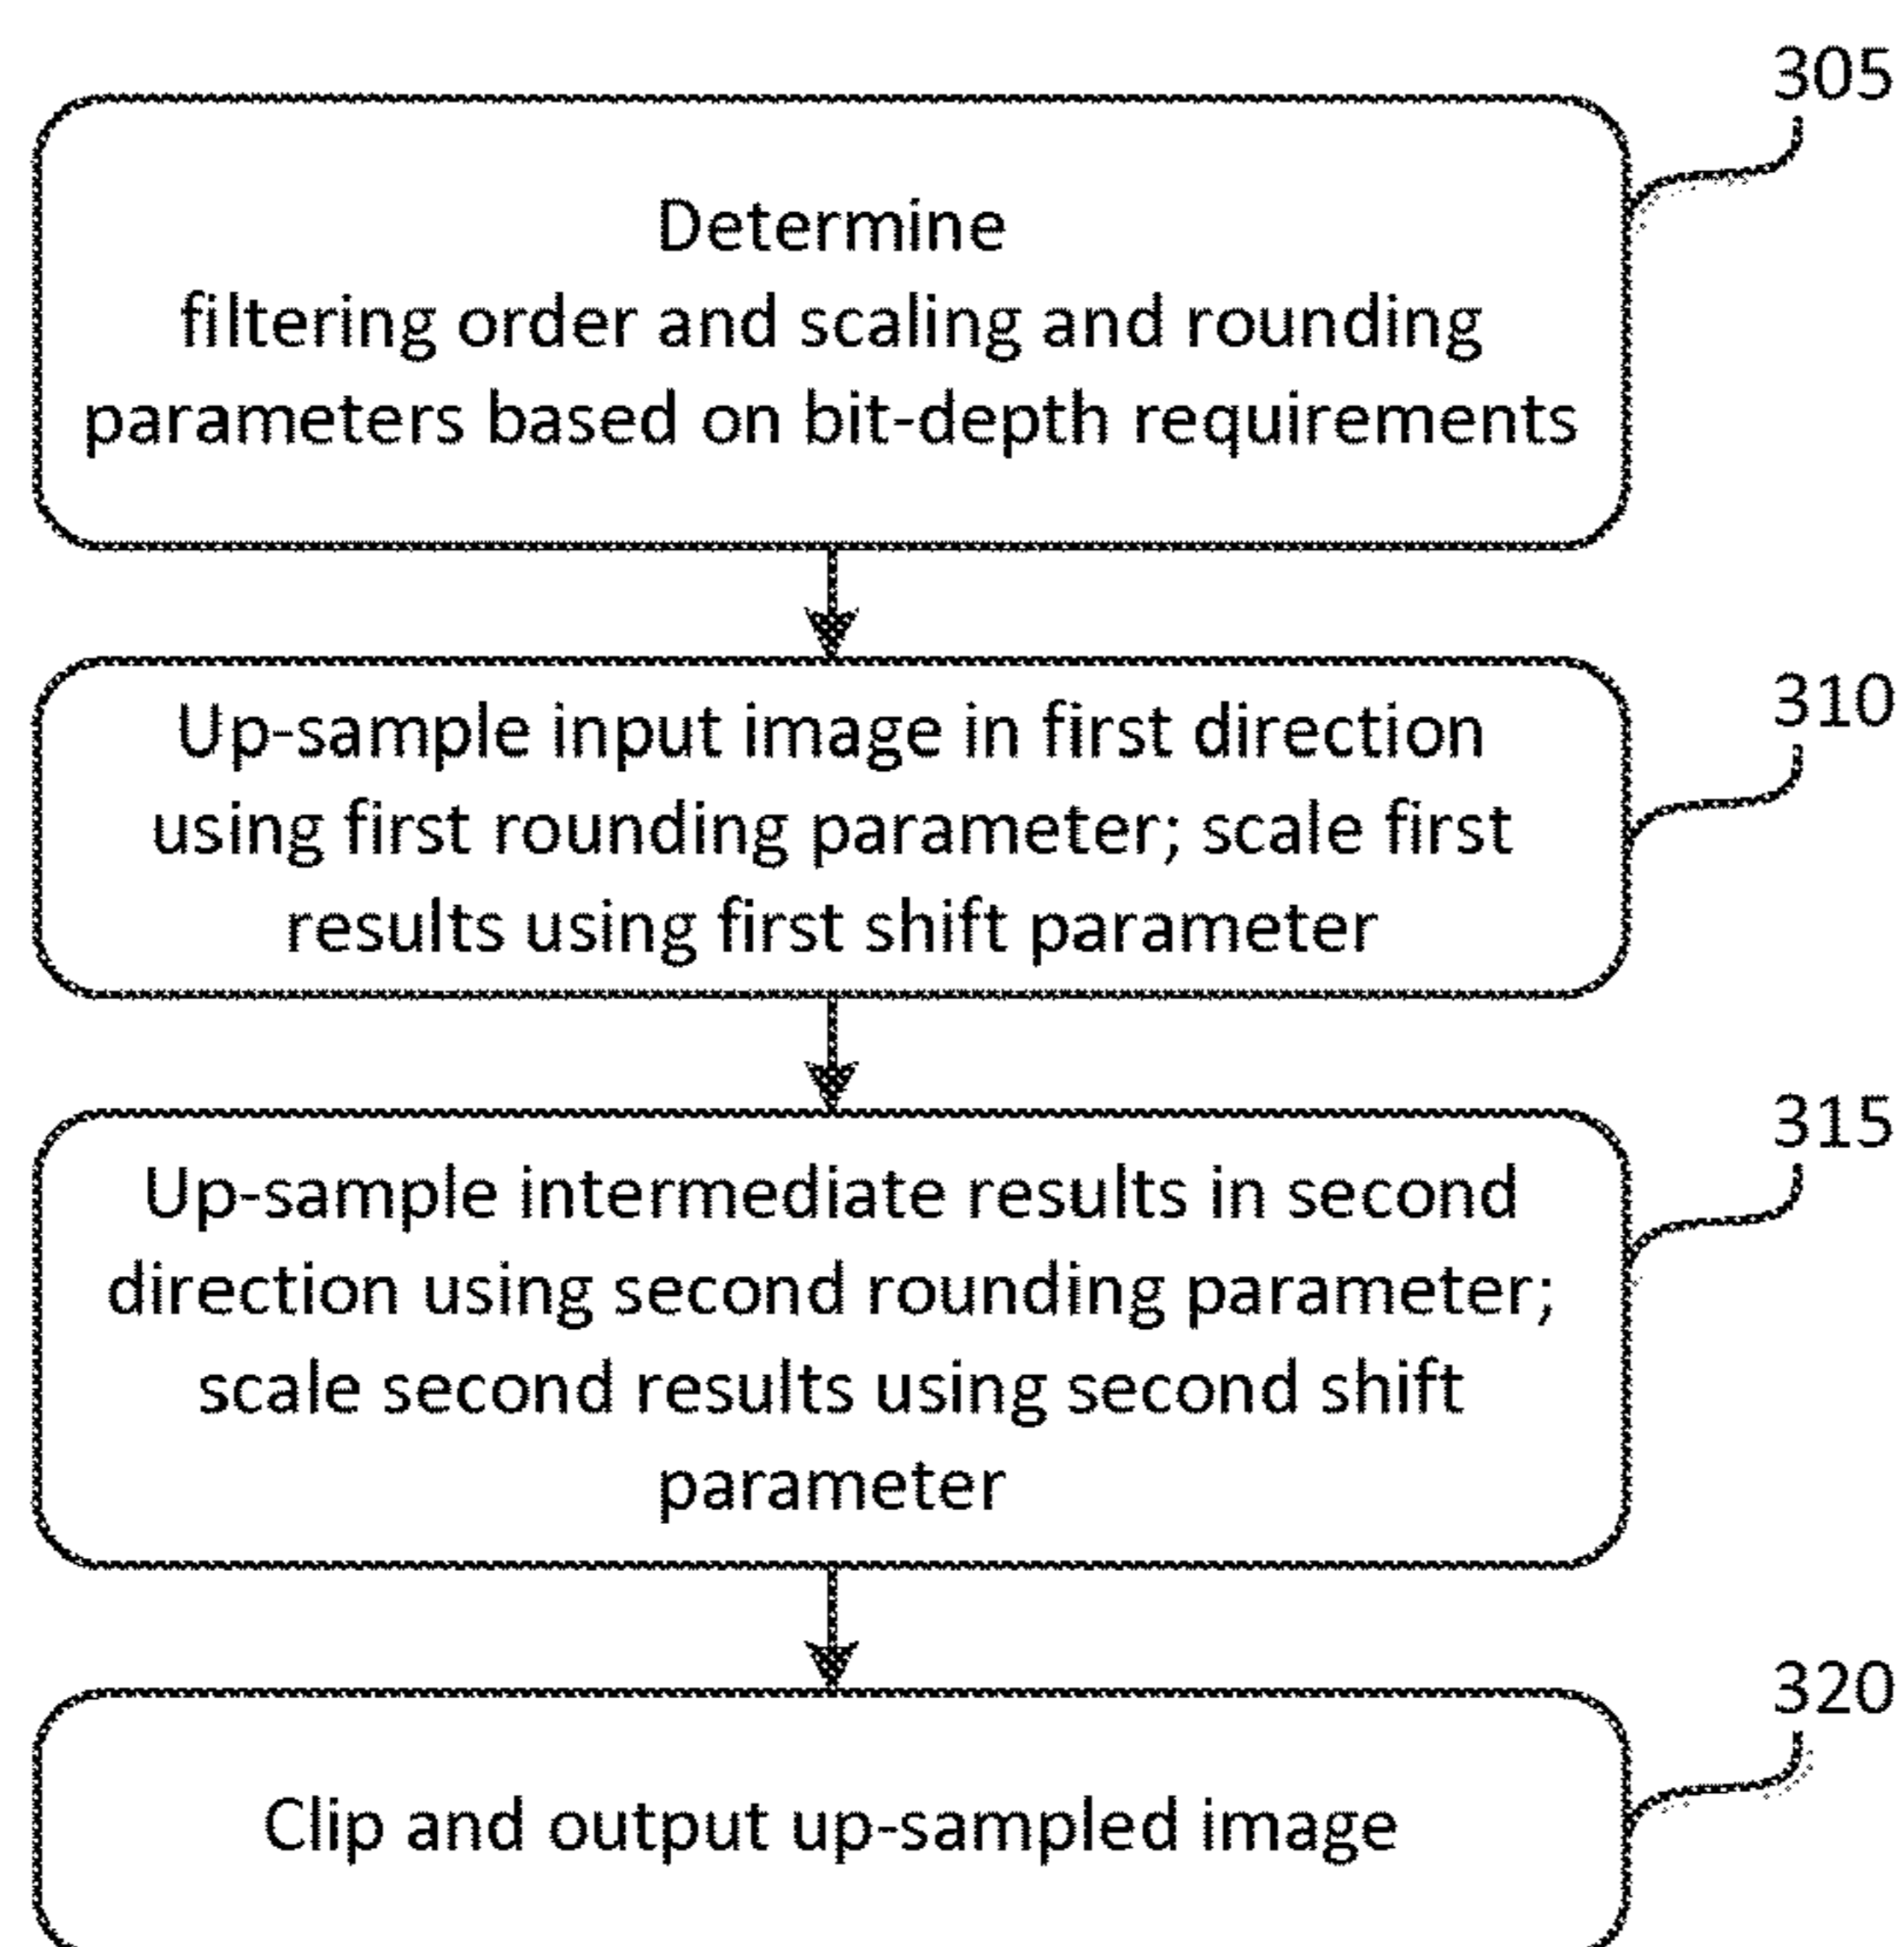 305
Determine
filtering order and scaling and rounding
parameters based on bit-depth requirements
310
Up-sample input image in first direction
using first rounding parameter; scale first
results using first shift parameter
315
Up-sample intermediate results in second
direction using second rounding parameter;
scale second results using second shift
parameter
320
Clip and output up-sampled image